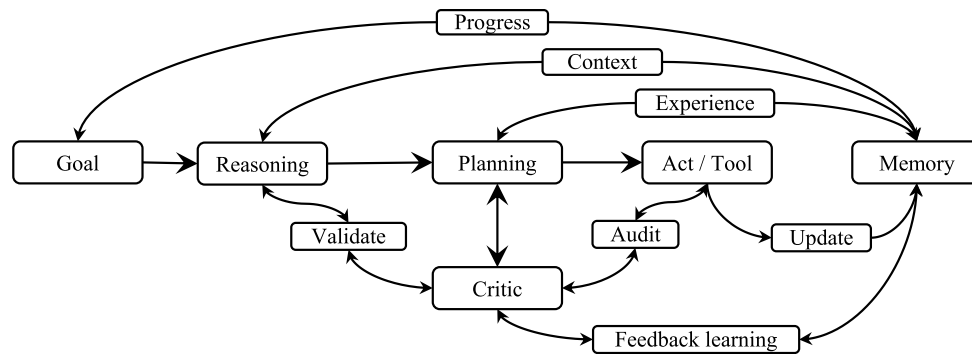 Progress
Context
Experience
Goal
Reasoning
Planning
Act / Tool
Memory
Validate
Audit
Update
Critic
Feedback learning